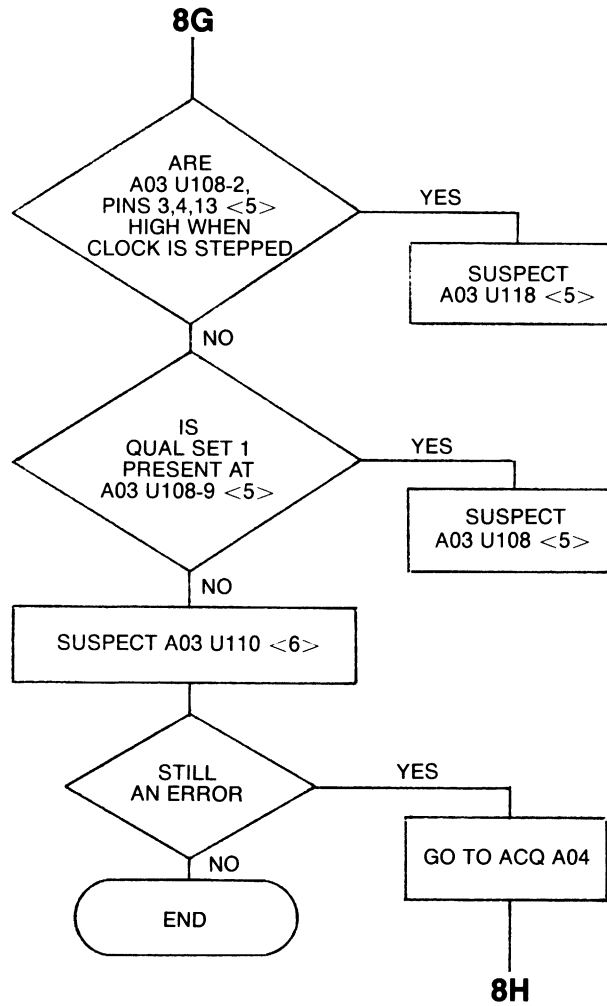 8G
ARE
A03 U108-2,
PINS 3,4,13 <5>
HIGH WHEN
CLOCK IS STEPPED
YES
SUSPECT
A03 U118 <5>
NO
IS
QUAL SET 1
PRESENT AT
A03 U108-9 <5>
YES
SUSPECT
A03 U108 <5>
NO
SUSPECT A03 U110 <6>
STILL
AN ERROR
YES
GO TO ACQ A04
NO
END
8H